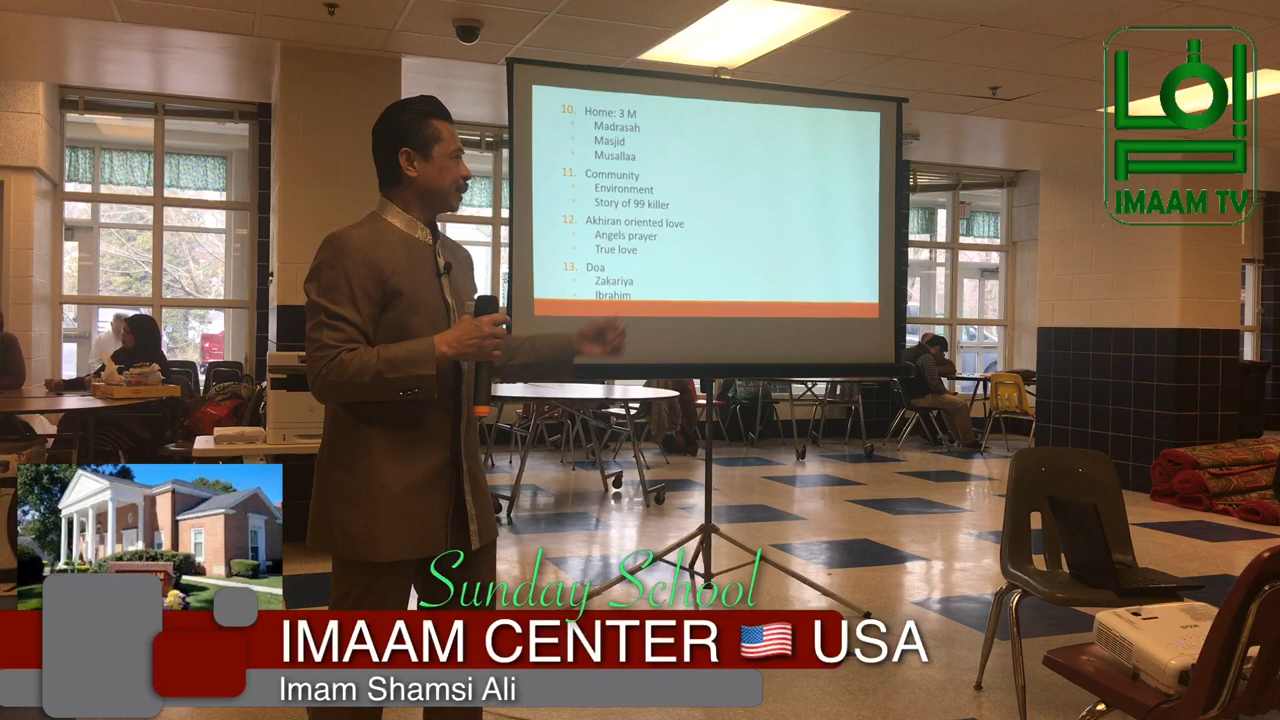 10. Home: 3 M
Madrasah
Masjid
Musallaa
11. Community
Environment
Story of 99 killer
12. Akhiran oriented love
Angels prayer
True love
13. Doa
Zakariya
Ibrahim
IMAAM TV
Sunday School
IMAAM CENTER 🇺🇸 USA
Imam Shamsi Ali